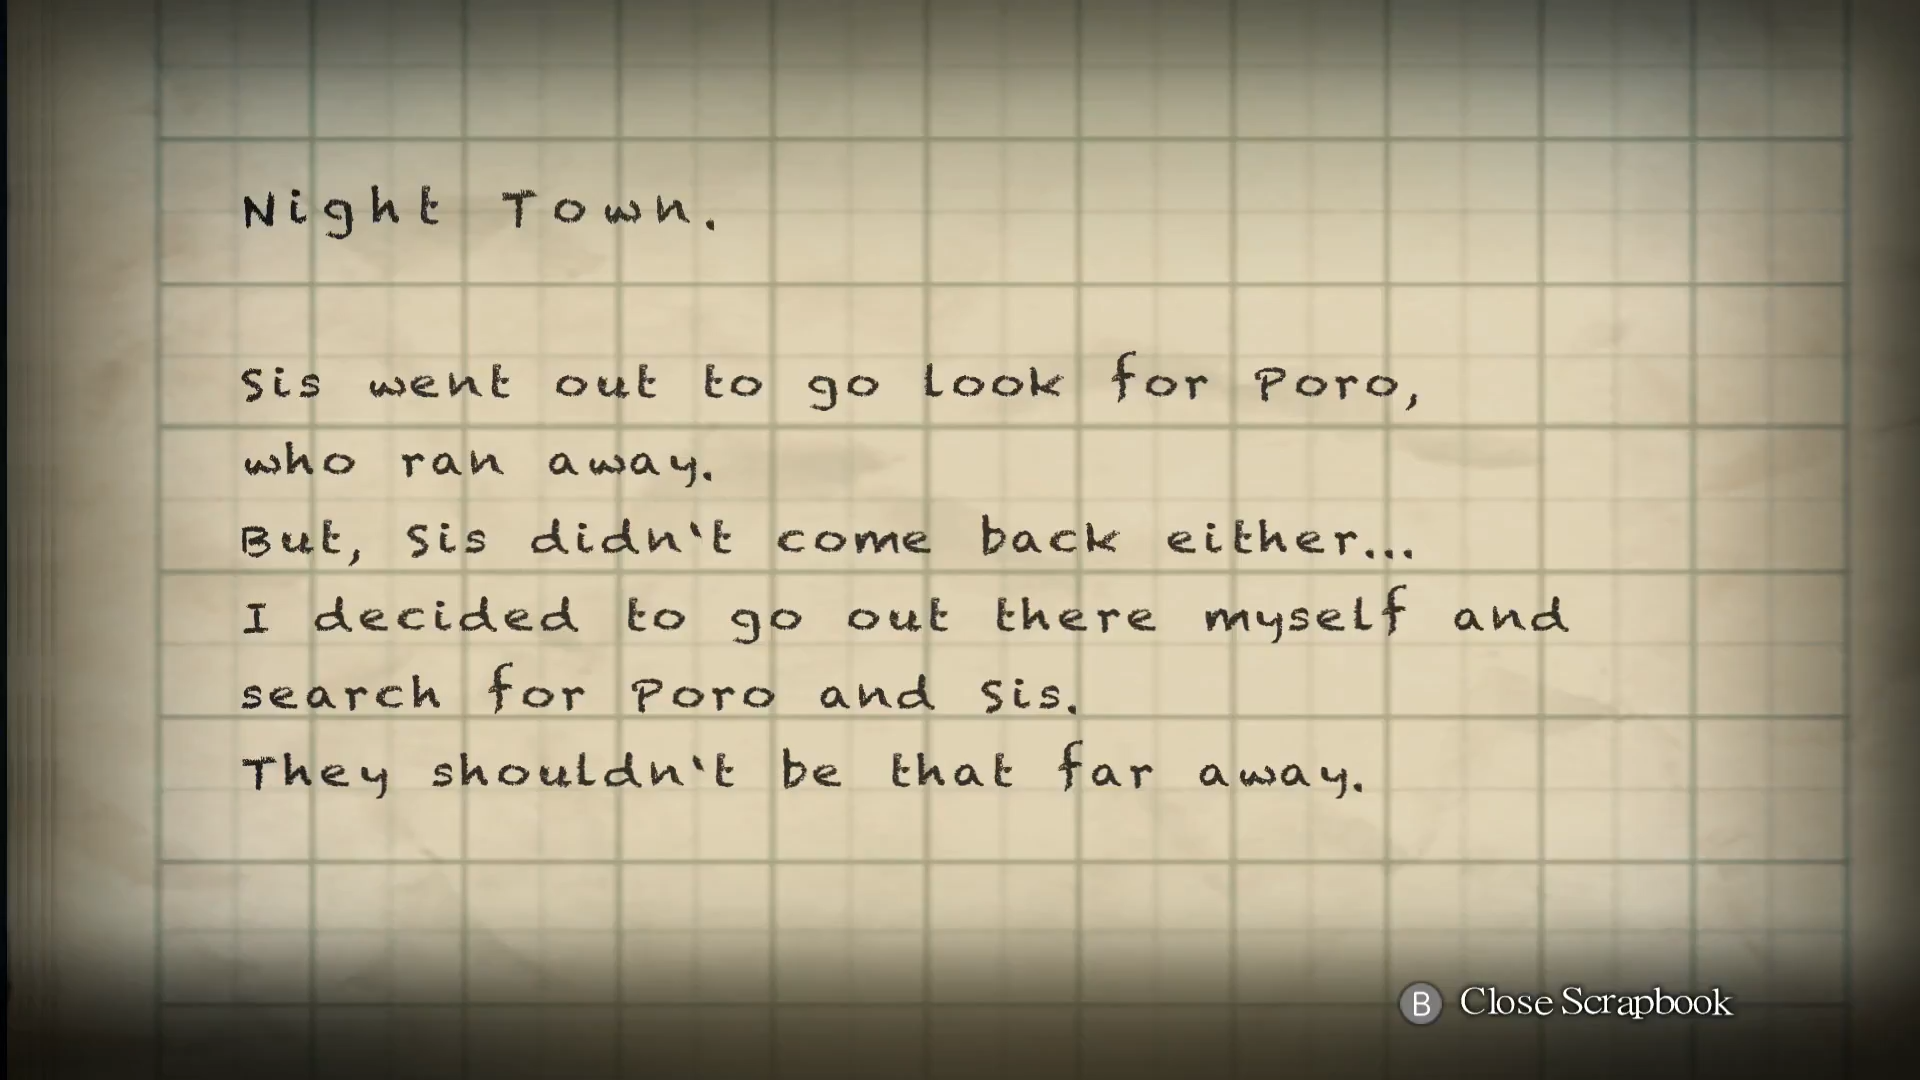 Night Town.
Sis went out to go look for Poro,
who ran away.
But, Sis didn't come back either...
I decided to go out there myself and
search for Poro and Sis.
They shouldn't be that far away.
B Close Scrapbook